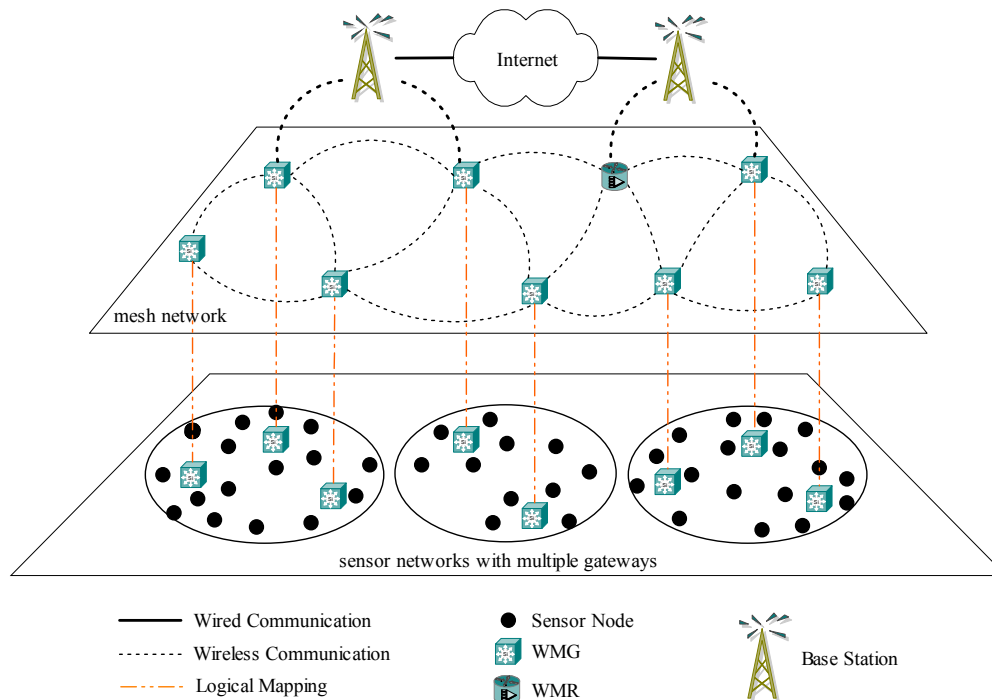 Internet
mesh network
sensor networks with multiple gateways
Wired Communication
Sensor Node
Wireless Communication
WMG
Base Station
Logical Mapping
WMR